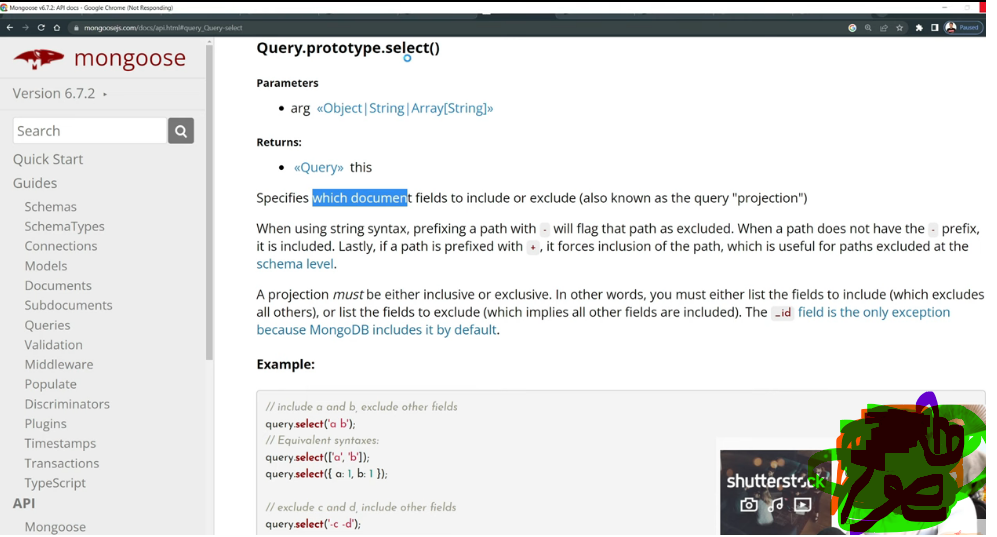 Mongoose v6.7.2: API docs - Google Chrome (Not Responding)
mongoosejs.com/docs/api.html#query_Query-select
Paused
mongoose
Version 6.7.2
Search
Quick Start
Guides
Schemas
SchemaTypes
Connections
Models
Documents
Subdocuments
Queries
Validation
Middleware
Populate
Discriminators
Plugins
Timestamps
Transactions
TypeScript
API
Mongoose
Query.prototype.select()
Parameters
• arg «Object|String|Array[String]»
Returns:
• «Query» this
Specifies which document fields to include or exclude (also known as the query "projection")
When using string syntax, prefixing a path with - will flag that path as excluded. When a path does not have the - prefix,
it is included. Lastly, if a path is prefixed with +, it forces inclusion of the path, which is useful for paths excluded at the
schema level.
A projection must be either inclusive or exclusive. In other words, you must either list the fields to include (which excludes
all others), or list the fields to exclude (which implies all other fields are included). The _id field is the only exception
because MongoDB includes it by default.
Example:
// include a and b, exclude other fields
query.select('a b');
// Equivalent syntaxes:
query.select(['a', 'b']);
query.select({ a: 1, b: 1 });
// exclude c and d, include other fields
query.select('-c -d');
shutterstock